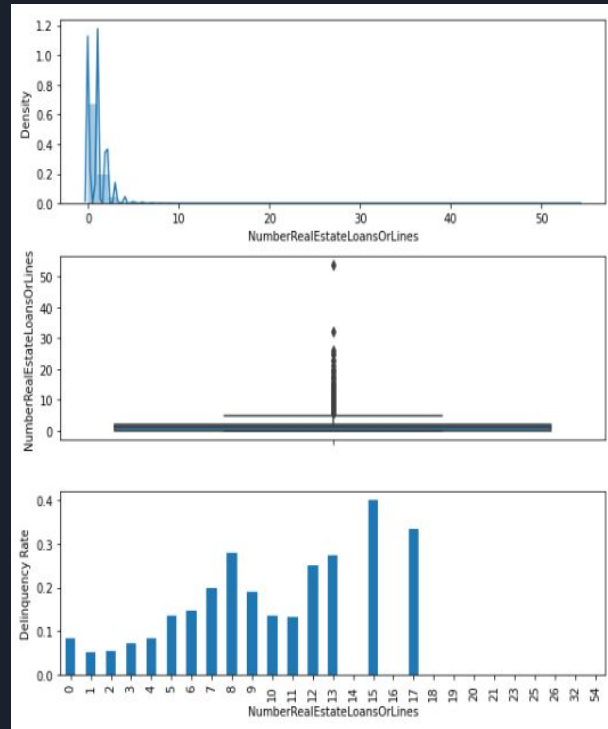 Density
1.2
1.0
0.8
0.6
0.4
0.2
0.0
0 10 20 30 40 50
NumberRealEstateLoansOrLines
NumberRealEstateLoansOrLines
50
40
30
20
10
0
Delinquency Rate
0.4
0.3
0.2
0.1
0.0
0 1 2 3 4 5 6 7 8 9 10 11 12 13 15 16 17 18 19 20 21 23 25 26 32 54
NumberRealEstateLoansOrLines